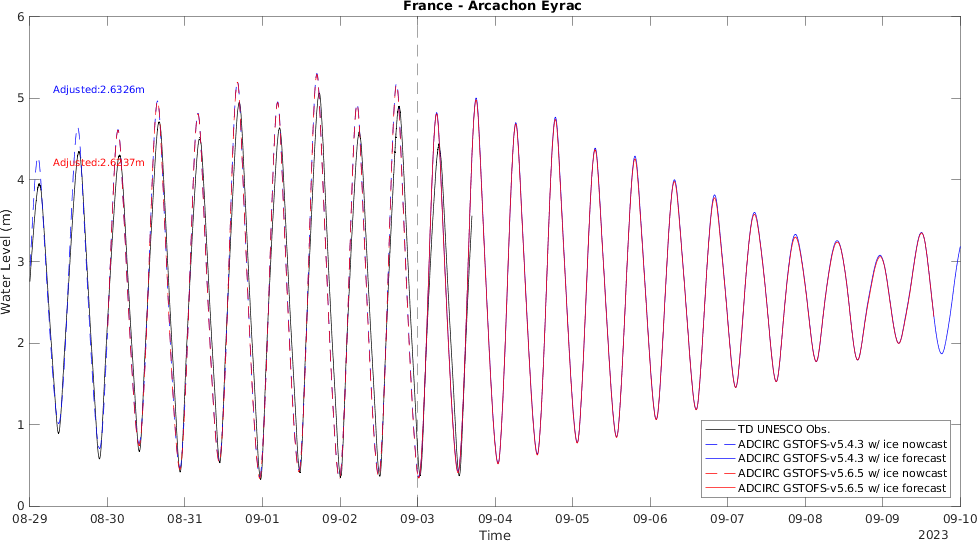 France - Arcachon Eyrac
6
5
4
3
2
1
0
Water Level (m)
Adjusted:2.6326m
Adjusted:2.6237m
TD UNESCO Obs.
ADCIRC GSTOFS-v5.4.3 w/ ice nowcast
ADCIRC GSTOFS-v5.4.3 w/ ice forecast
ADCIRC GSTOFS-v5.6.5 w/ ice nowcast
ADCIRC GSTOFS-v5.6.5 w/ ice forecast
08-29 08-30 08-31 09-01 09-02 09-03 09-04 09-05 09-06 09-07 09-08 09-09 09-10
Time
2023